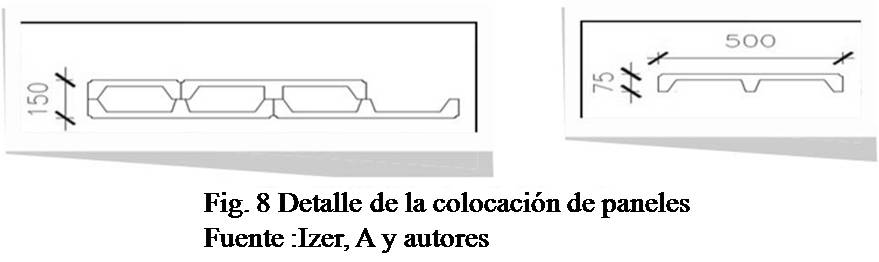 150
500
75
Fig. 8 Detalle de la colocación de paneles
Fuente :Izer, A y autores